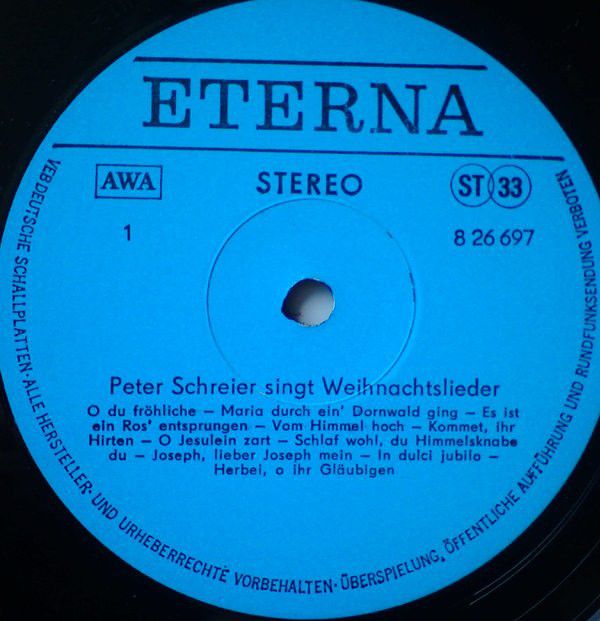 ETERNA
AWA
STEREO
ST 33
1
8 26 697
Peter Schreier singt Weihnachtslieder
O du fröhliche – Maria durch ein' Dornwald ging – Es ist
ein Ros' entsprungen – Vom Himmel hoch – Kommet, ihr
Hirten – O Jesulein zart – Schlaf wohl, du Himmelsknabe
du – Joseph, lieber Joseph mein – In dulci jubilo –
Herbei, o ihr Gläubigen
VEB DEUTSCHE SCHALLPLATTEN · ALLE HERSTELLER- UND URHEBERRECHTE VORBEHALTEN · ÜBERSPIELUNG, ÖFFENTLICHE AUFFÜHRUNG UND RUNDFUNKSENDUNG VERBOTEN